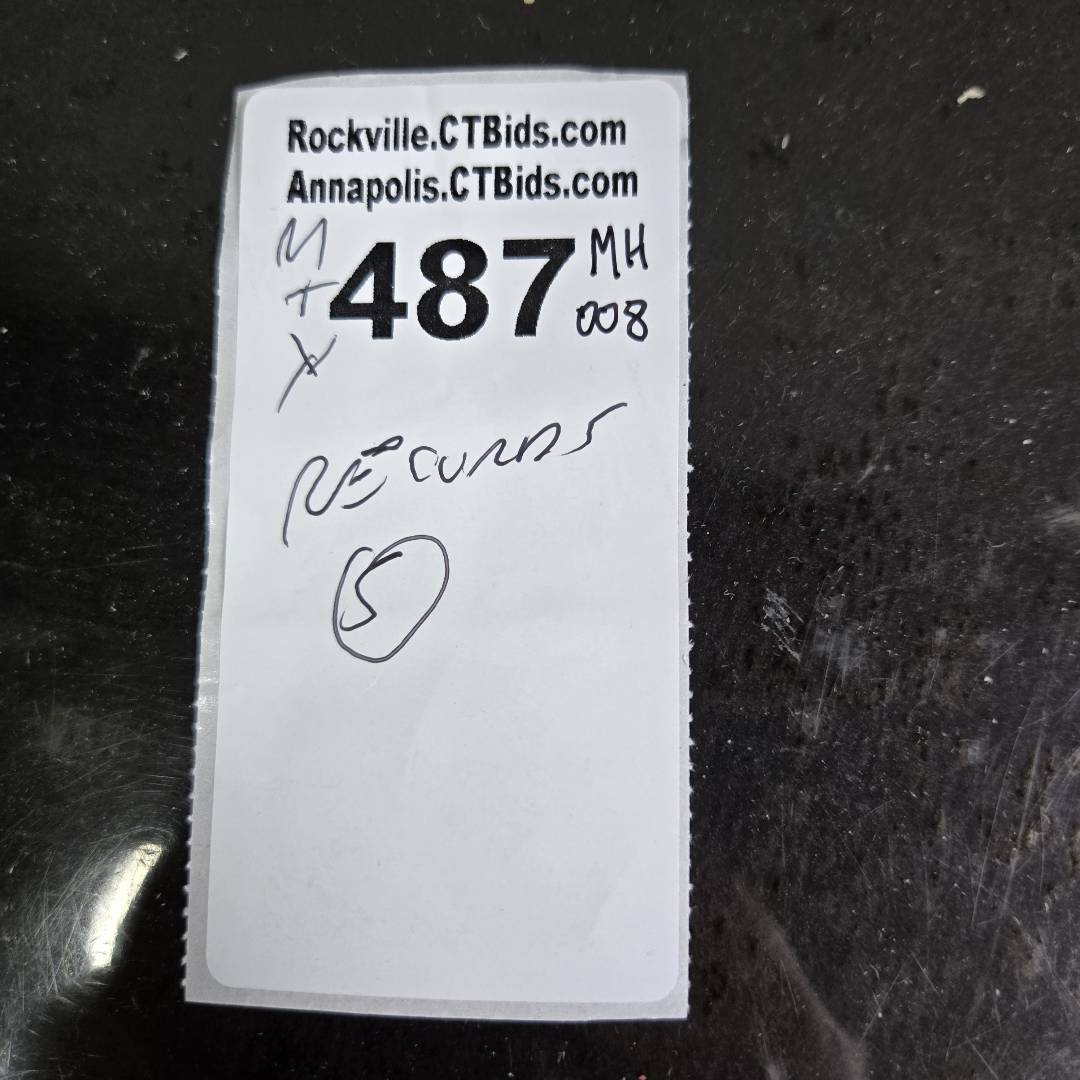 Rockville.CTBids.com
Annapolis.CTBids.com
M
T
X
487
MH
008
RECORDS
5